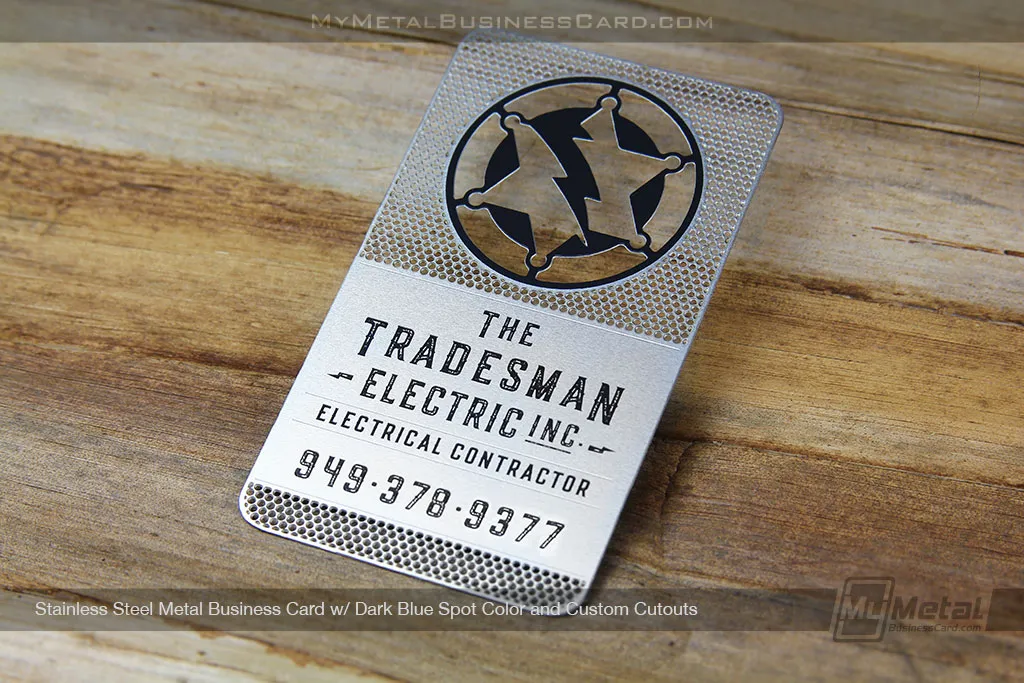 MyMetalBusinessCard.com
THE
TRADESMAN
ELECTRIC INC.
ELECTRICAL CONTRACTOR
949·378·9377
Stainless Steel Metal Business Card w/ Dark Blue Spot Color and Custom Cutouts
MyMetal
BusinessCard.com